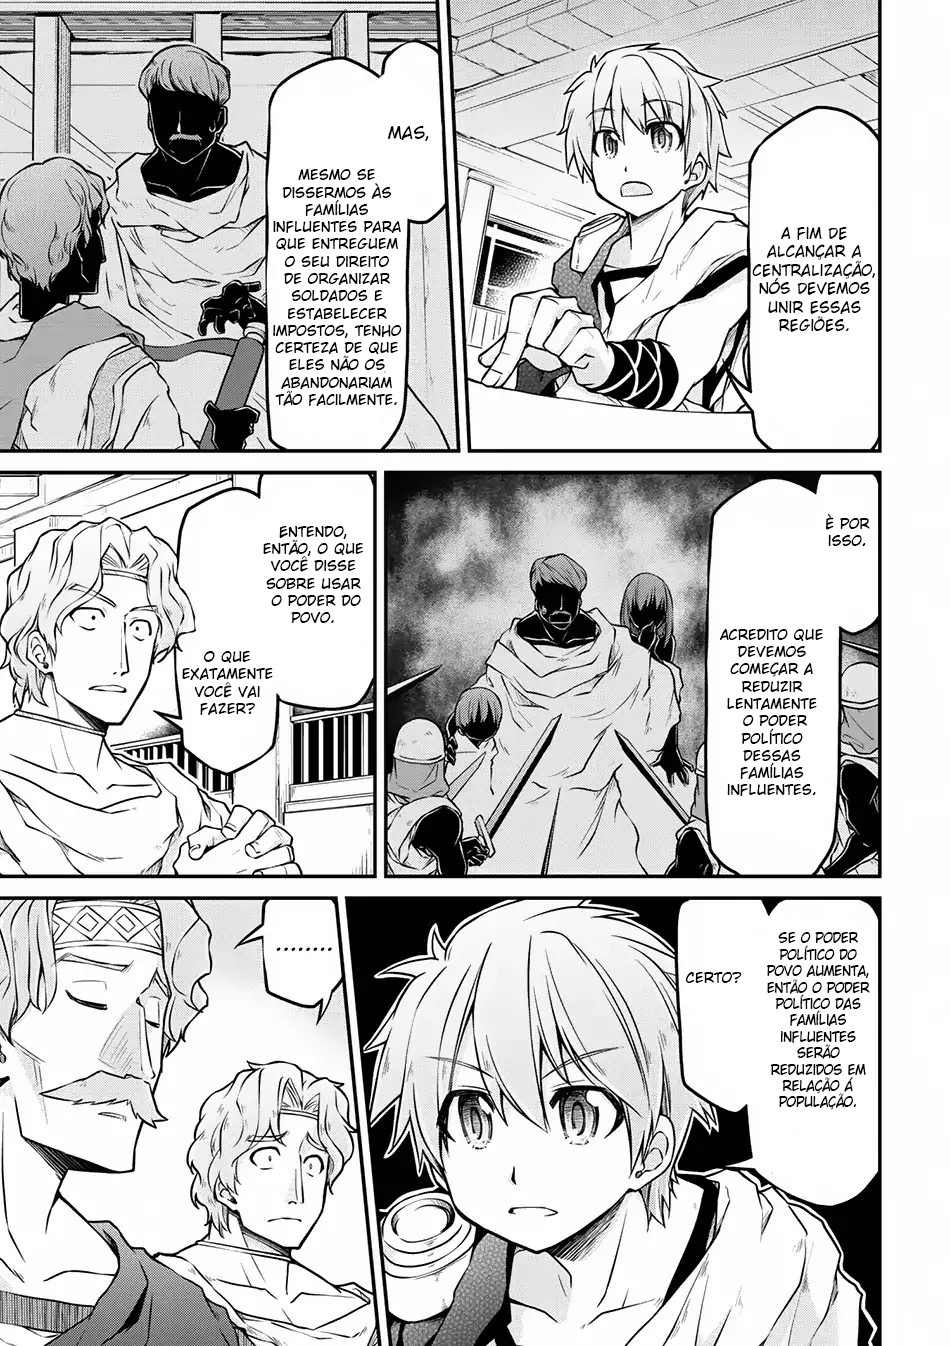 A FIM DE
ALCANÇAR A
CENTRALIZAÇÃO,
NÓS DEVEMOS
UNIR ESSAS
REGIÕES.
MAS,
MESMO SE
DISSERMOS ÀS
FAMÍLIAS
INFLUENTES PARA
QUE ENTREGUEM
O SEU DIREITO
DE ORGANIZAR
SOLDADOS E
ESTABELECER
IMPOSTOS, TENHO
CERTEZA DE QUE
ELES NÃO OS
ABANDONARIAM
TÃO FACILMENTE.
È POR
ISSO.
ACREDITO QUE
DEVEMOS
COMEÇAR A
REDUZIR
LENTAMENTE O
PODER
POLÍTICO
DESSAS
FAMÍLIAS
INFLUENTES.
ENTENDO,
ENTÃO, O QUE
VOCÊ DISSE
SOBRE USAR
O PODER DO
POVO.
O QUE
EXATAMENTE
VOCÊ VAI
FAZER?
SE O PODER
POLÍTICO DO
POVO AUMENTA,
ENTÃO O PODER
POLÍTICO DAS
FAMÍLIAS
INFLUENTES
SERÃO
REDUZIDOS EM
RELAÇÃO Á
POPULAÇÃO.
CERTO?
.........